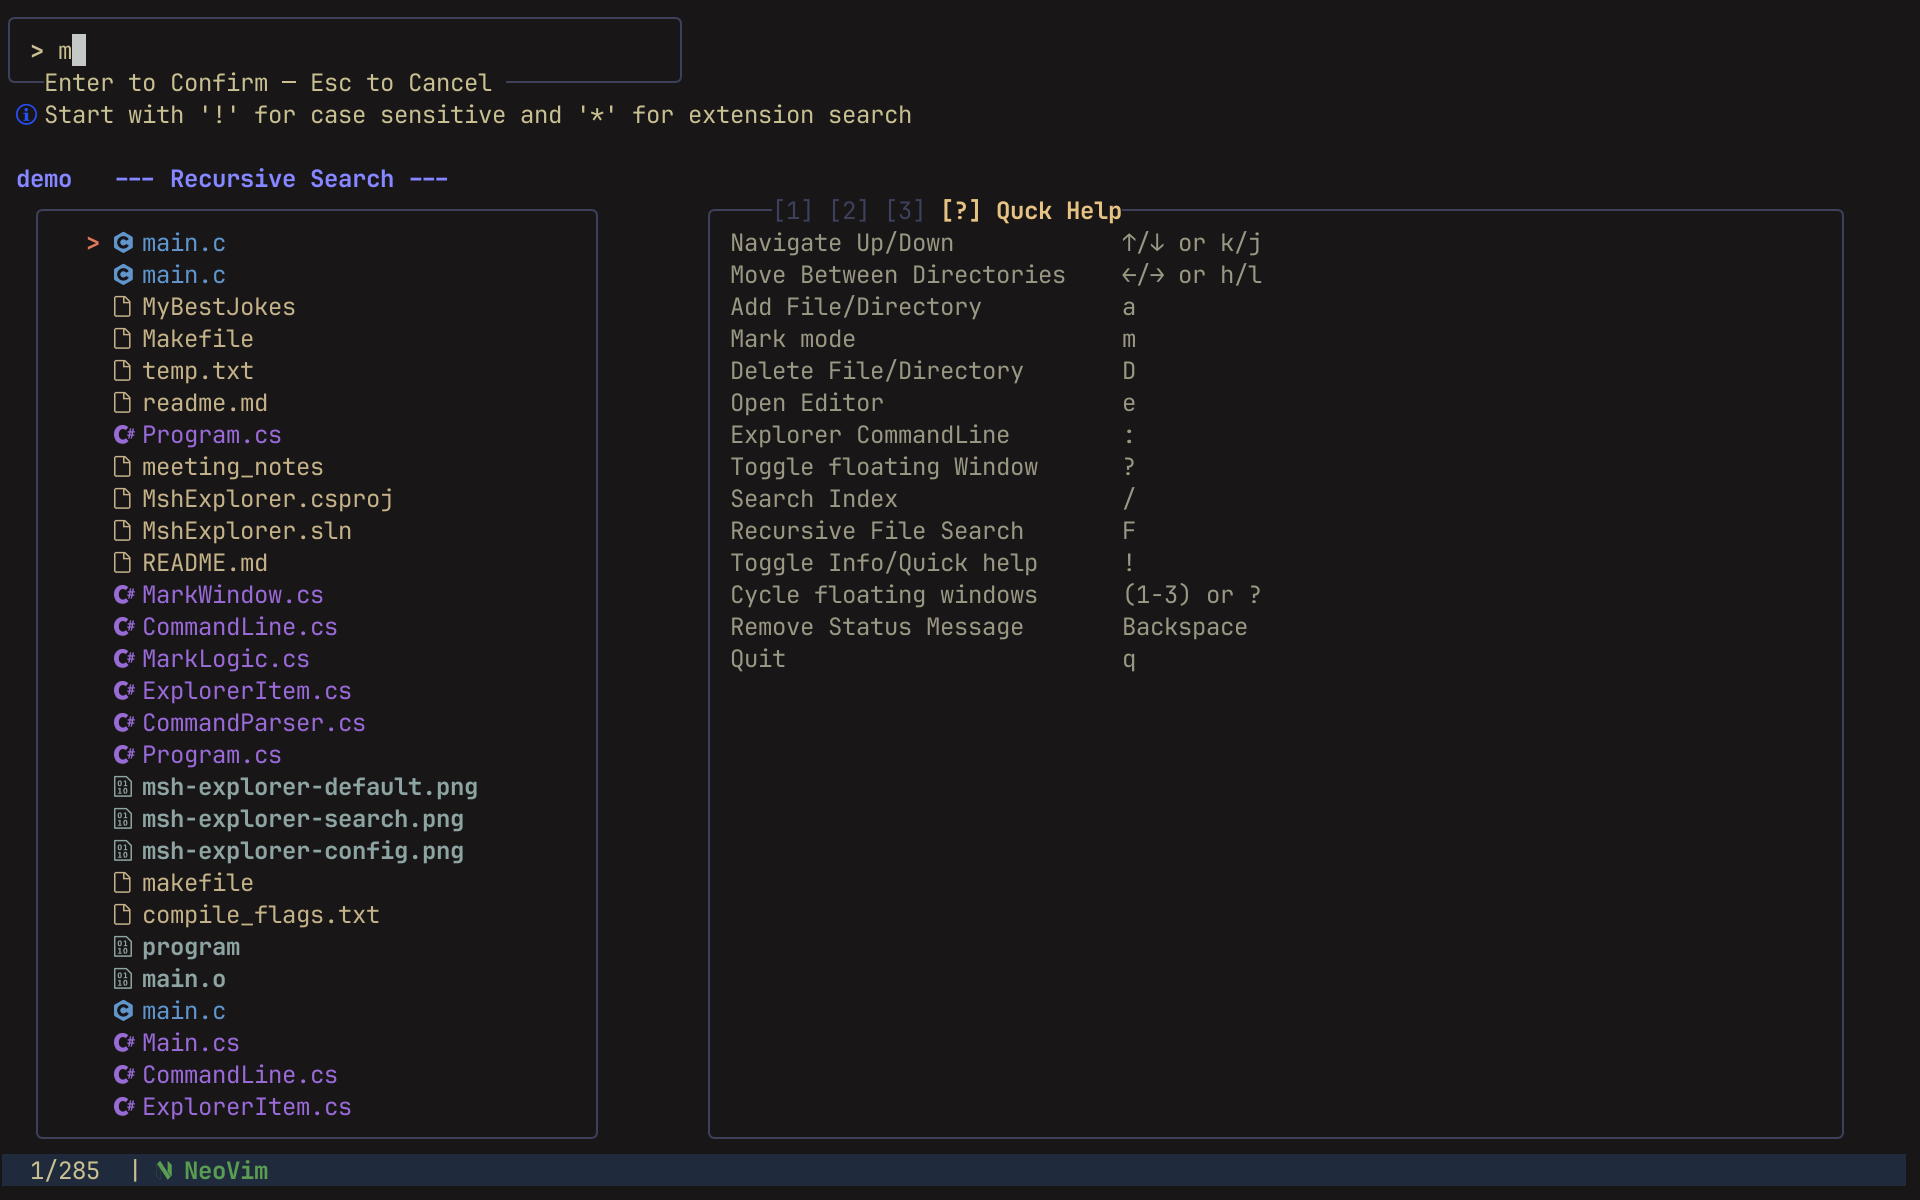 > m
Enter to Confirm — Esc to Cancel
Start with '!' for case sensitive and '*' for extension search
demo --- Recursive Search ---
> main.c
main.c
MyBestJokes
Makefile
temp.txt
readme.md
Program.cs
meeting_notes
MshExplorer.csproj
MshExplorer.sln
README.md
MarkWindow.cs
CommandLine.cs
MarkLogic.cs
ExplorerItem.cs
CommandParser.cs
Program.cs
msh-explorer-default.png
msh-explorer-search.png
msh-explorer-config.png
makefile
compile_flags.txt
program
main.o
main.c
Main.cs
CommandLine.cs
ExplorerItem.cs
[1] [2] [3] [?] Quck Help
Navigate Up/Down ↑/↓ or k/j
Move Between Directories ←/→ or h/l
Add File/Directory a
Mark mode m
Delete File/Directory D
Open Editor e
Explorer CommandLine :
Toggle floating Window ?
Search Index /
Recursive File Search F
Toggle Info/Quick help !
Cycle floating windows (1-3) or ?
Remove Status Message Backspace
Quit q
1/285 | NeoVim